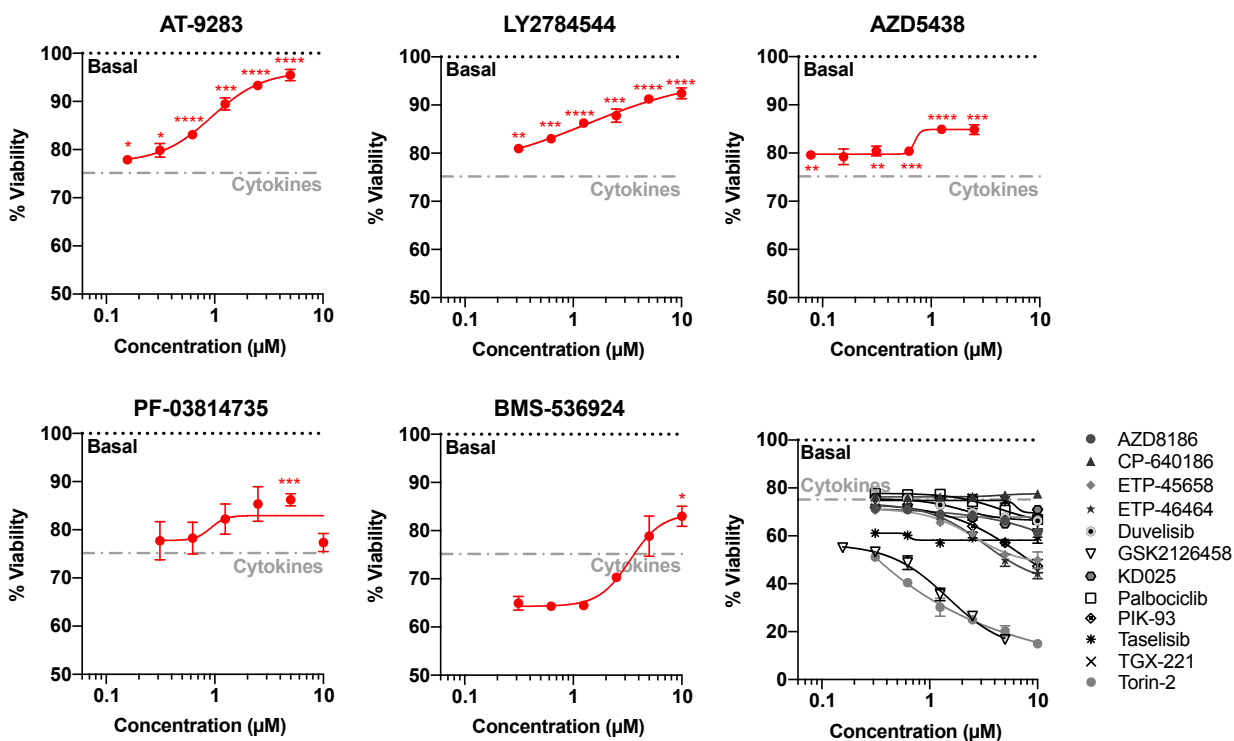 AT-9283
% Viability
100
90
80
70
60
50
Basal
*
*
****
***
****
****
Cytokines
0.1
1
10
Concentration (µM)
LY2784544
% Viability
100
90
80
70
60
50
Basal
**
***
****
***
****
****
Cytokines
0.1
1
10
Concentration (µM)
AZD5438
% Viability
100
90
80
70
60
50
Basal
**
**
***
****
***
Cytokines
0.1
1
10
Concentration (µM)
PF-03814735
% Viability
100
90
80
70
60
50
Basal
***
Cytokines
0.1
1
10
Concentration (µM)
BMS-536924
% Viability
100
90
80
70
60
50
Basal
*
Cytokines
0.1
1
10
Concentration (µM)
% Viability
100
80
60
40
20
0
Basal
Cytokines
0.1
1
10
Concentration (µM)
AZD8186
CP-640186
ETP-45658
ETP-46464
Duvelisib
GSK2126458
KD025
Palbociclib
PIK-93
Taselisib
TGX-221
Torin-2